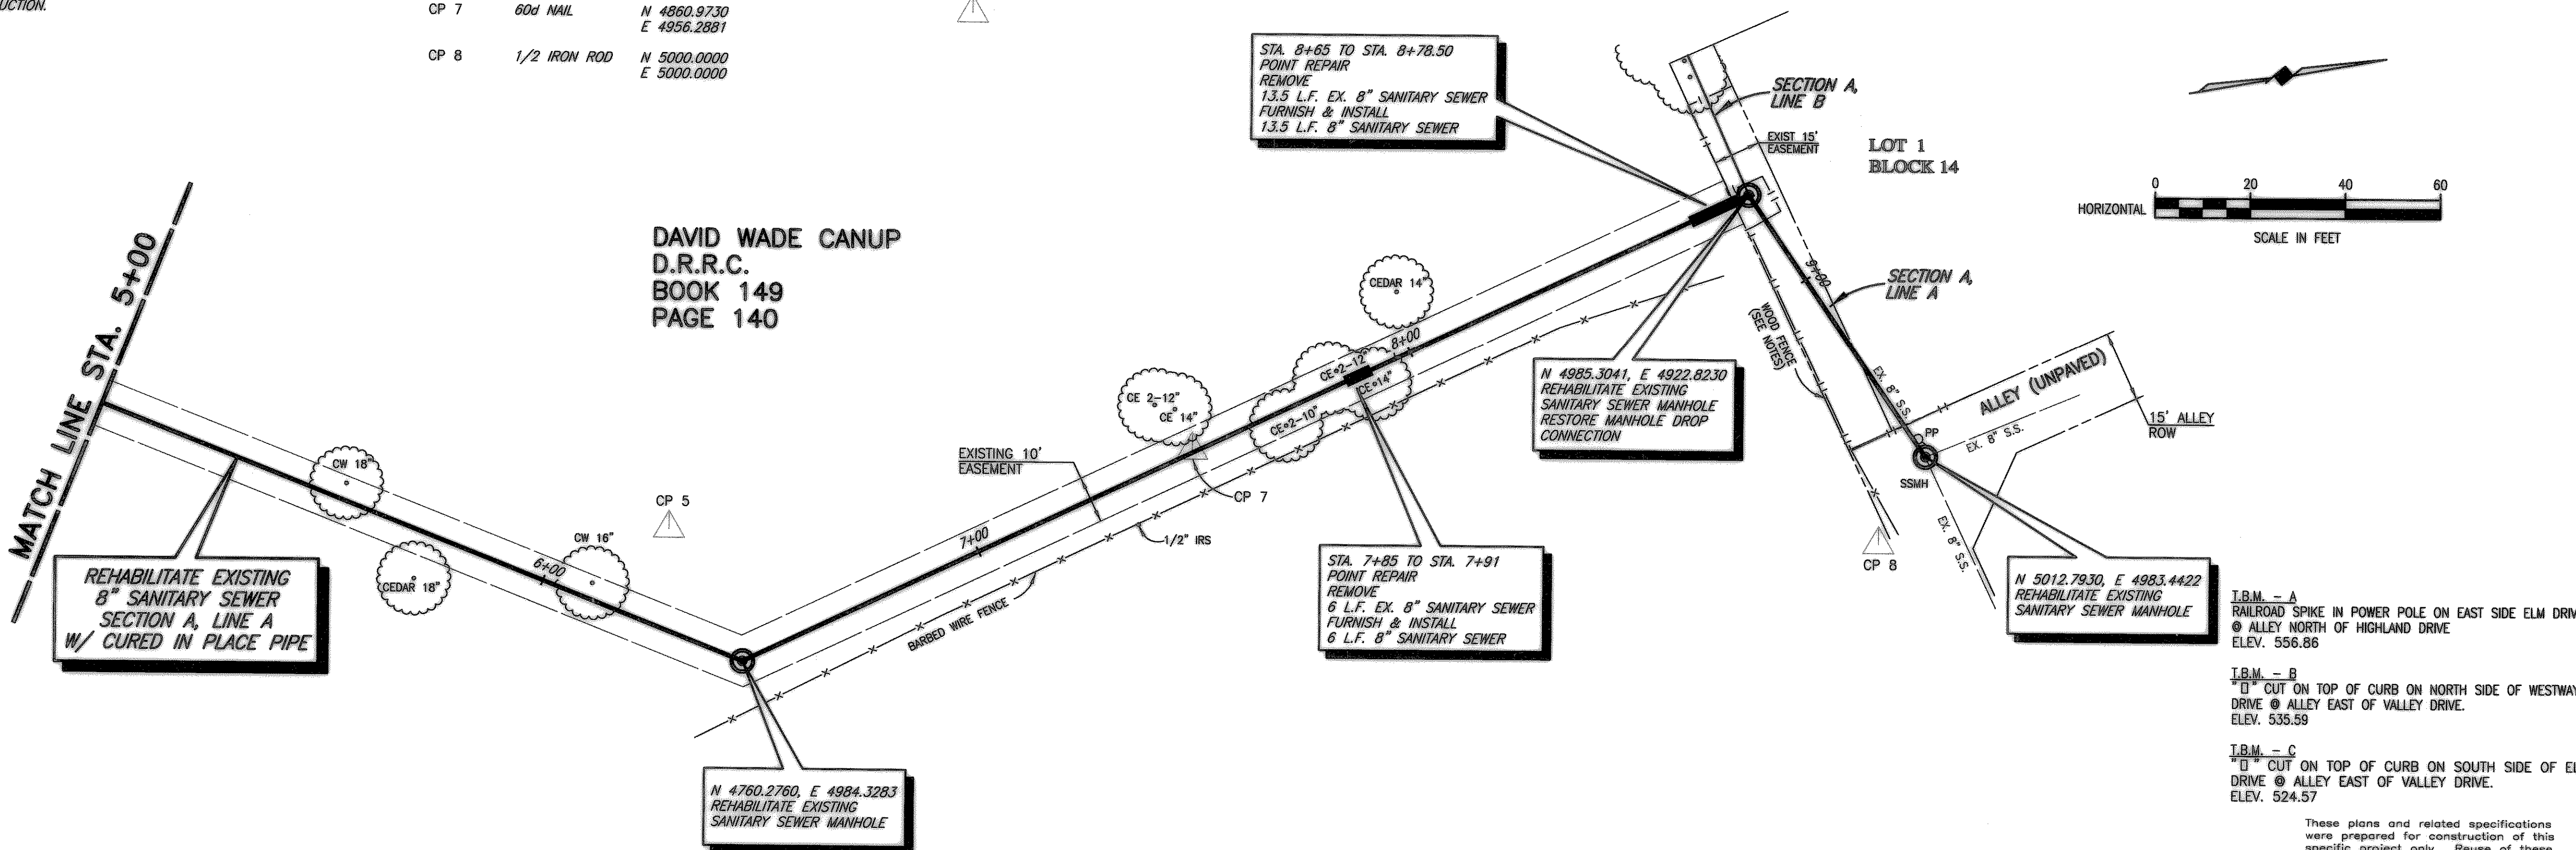 UCTION.
CP 7 60d NAIL N 4860.9730
E 4956.2881
CP 8 1/2 IRON ROD N 5000.0000
E 5000.0000
STA. 8+65 TO STA. 8+78.50
POINT REPAIR
REMOVE
13.5 L.F. EX. 8" SANITARY SEWER
FURNISH & INSTALL
13.5 L.F. 8" SANITARY SEWER
SECTION A,
LINE B
EXIST 15'
EASEMENT
LOT 1
BLOCK 14
0 20 40 60
HORIZONTAL
SCALE IN FEET
MATCH LINE STA. 5+00
DAVID WADE CANUP
D.R.R.C.
BOOK 149
PAGE 140
CEDAR 14"
9+00
SECTION A,
LINE A
WOOD FENCE
(SEE NOTES)
8+00
CE 2-12"
CE 14"
CE 2-12"
CE 14"
CE 2-10"
N 4985.3041, E 4922.8230
REHABILITATE EXISTING
SANITARY SEWER MANHOLE
RESTORE MANHOLE DROP
CONNECTION
EX. 8" S.S.
ALLEY (UNPAVED)
15' ALLEY
ROW
PP
EX. 8" S.S.
SSMH
EX. 8" S.S.
EXISTING 10'
EASEMENT
CW 18"
CP 5
CP 7
7+00
1/2" IRS
CW 16"
6+00
CEDAR 18"
BARBED WIRE FENCE
CP 8
REHABILITATE EXISTING
8" SANITARY SEWER
SECTION A, LINE A
W/ CURED IN PLACE PIPE
STA. 7+85 TO STA. 7+91
POINT REPAIR
REMOVE
6 L.F. EX. 8" SANITARY SEWER
FURNISH & INSTALL
6 L.F. 8" SANITARY SEWER
N 5012.7930, E 4983.4422
REHABILITATE EXISTING
SANITARY SEWER MANHOLE
N 4760.2760, E 4984.3283
REHABILITATE EXISTING
SANITARY SEWER MANHOLE
T.B.M. - A
RAILROAD SPIKE IN POWER POLE ON EAST SIDE ELM DRIV
@ ALLEY NORTH OF HIGHLAND DRIVE
ELEV. 556.86
T.B.M. - B
"□" CUT ON TOP OF CURB ON NORTH SIDE OF WESTWAY
DRIVE @ ALLEY EAST OF VALLEY DRIVE.
ELEV. 535.59
T.B.M. - C
"□" CUT ON TOP OF CURB ON SOUTH SIDE OF EL
DRIVE @ ALLEY EAST OF VALLEY DRIVE.
ELEV. 524.57
These plans and related specifications
were prepared for construction of this
specific project only. Reuse of these